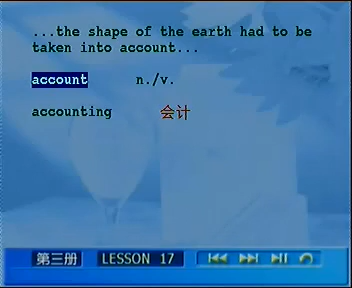 ...the shape of the earth had to be
taken into account...
account n./v.
accounting 会计
第三册 LESSON 17